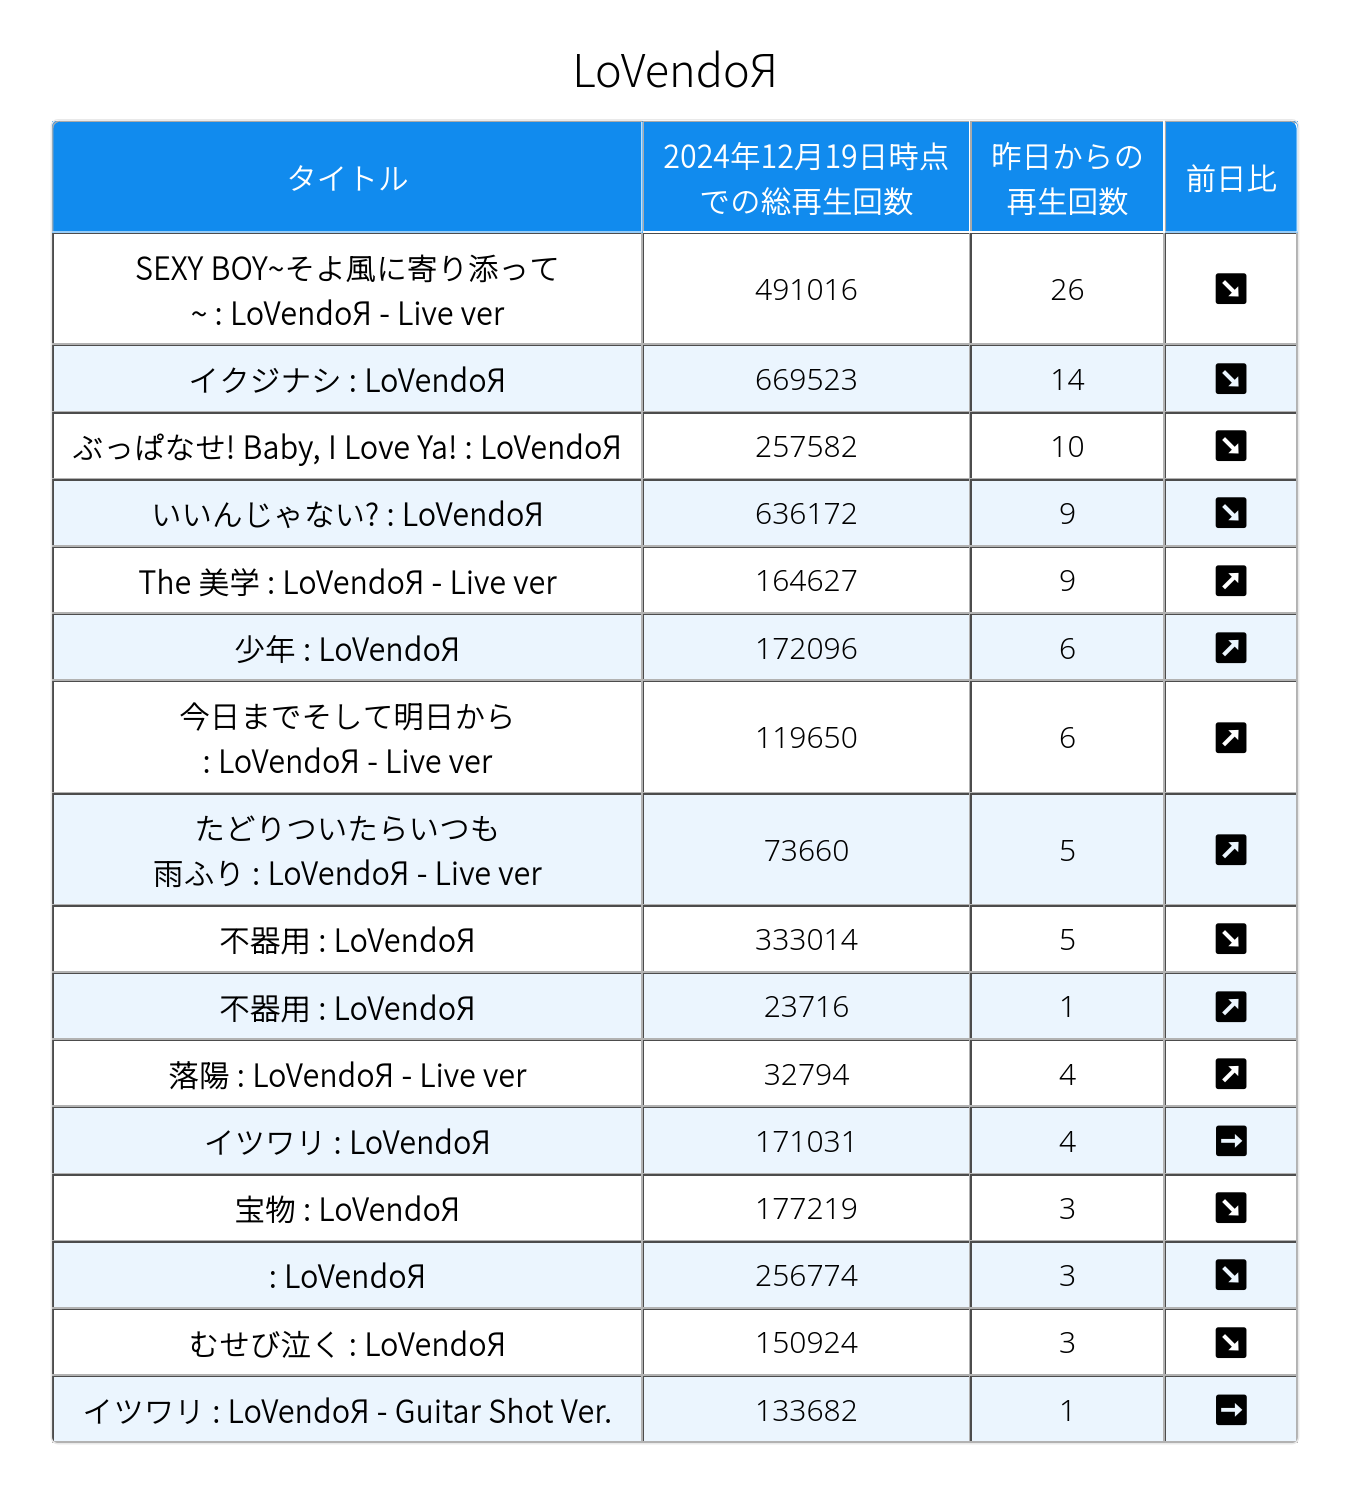 LoVendoЯ
タイトル
2024年12月19日時点
での総再生回数
昨日からの
再生回数
前日比
SEXY BOY~そよ風に寄り添って
~ : LoVendoЯ - Live ver
491016
26
イクジナシ : LoVendoЯ
669523
14
ぶっぱなせ! Baby, I Love Ya! : LoVendoЯ
257582
10
いいんじゃない? : LoVendoЯ
636172
9
The 美学 : LoVendoЯ - Live ver
164627
9
少年 : LoVendoЯ
172096
6
今日までそして明日から
: LoVendoЯ - Live ver
119650
6
たどりついたらいつも
雨ふり : LoVendoЯ - Live ver
73660
5
不器用 : LoVendoЯ
333014
5
不器用 : LoVendoЯ
23716
1
落陽 : LoVendoЯ - Live ver
32794
4
イツワリ : LoVendoЯ
171031
4
宝物 : LoVendoЯ
177219
3
: LoVendoЯ
256774
3
むせび泣く : LoVendoЯ
150924
3
イツワリ : LoVendoЯ - Guitar Shot Ver.
133682
1